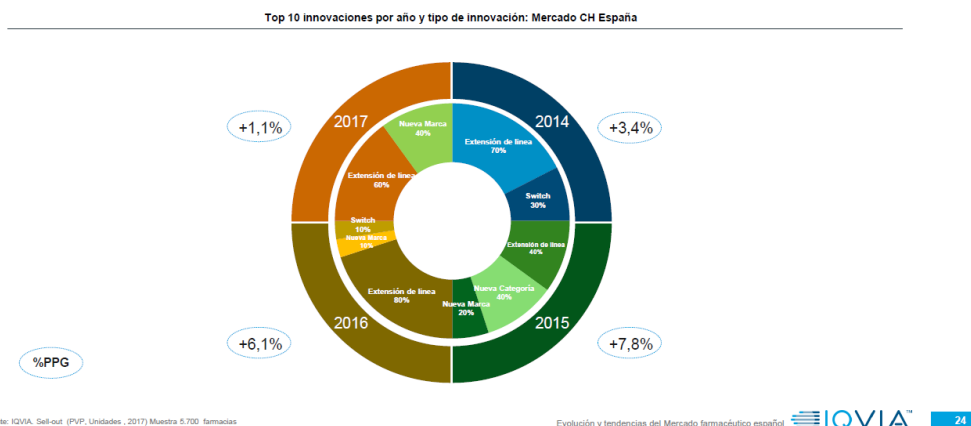 Top 10 innovaciones por año y tipo de innovación: Mercado CH España
+1,1%
2017
Nueva Marca
40%
Extensión de línea
60%
2014
+3,4%
Extensión de línea
70%
Switch
30%
Switch
10%
Nueva Marca
10%
Extensión de línea
80%
2016
+6,1%
Extensión de línea
40%
Nueva Categoría
40%
Nueva Marca
20%
2015
+7,8%
%PPG
te: IQVIA. Sell-out (PVP, Unidades , 2017) Muestra 5.700 farmacias
Evolución y tendencias del Mercado farmacéutico español
IQVIA™
24